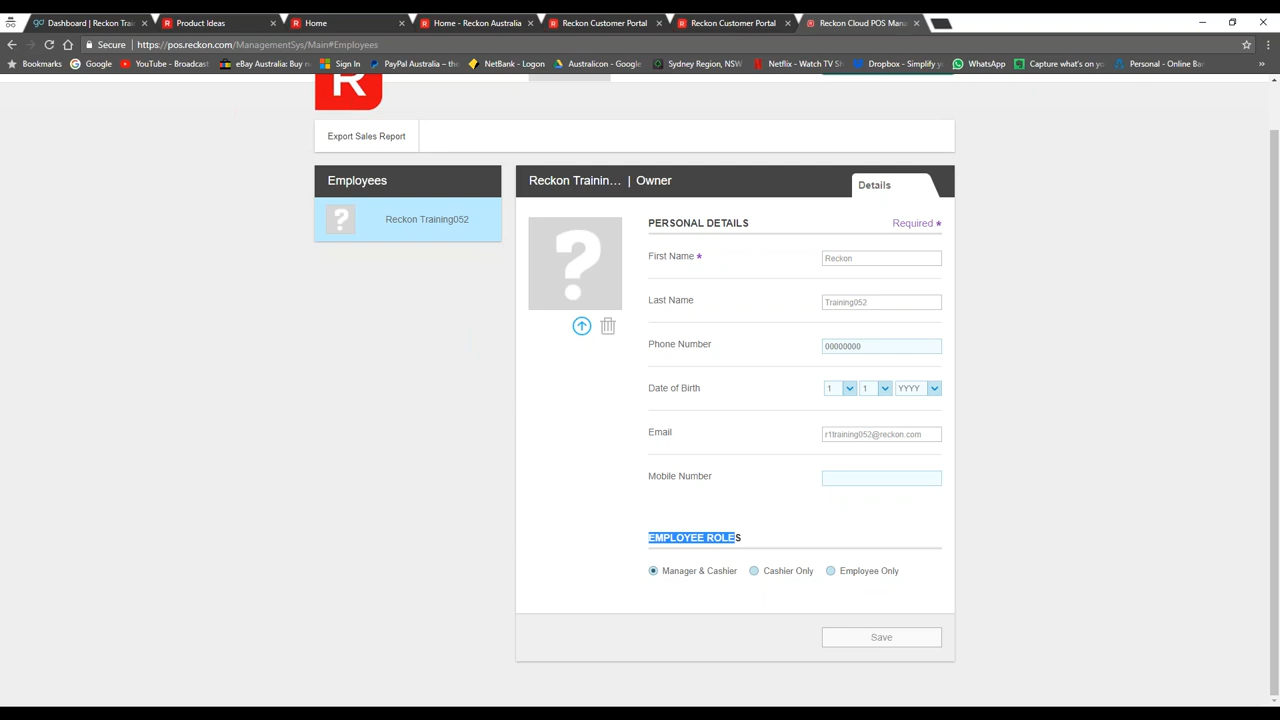 Dashboard | Reckon Trai
Product Ideas
Home
Home - Reckon Australia
Reckon Customer Portal
Reckon Customer Portal
Reckon Cloud POS Mana
Secure
https://pos.reckon.com/ManagementSys/Main#Employees
Bookmarks
Google
YouTube - Broadcast
eBay Australia: Buy n
Sign In
PayPal Australia – the
NetBank - Logon
Australicon - Google
Sydney Region, NSW
Netflix - Watch TV Sh
Dropbox - Simplify yo
WhatsApp
Capture what's on yo
Personal - Online Ban
R
Export Sales Report
Employees
Reckon Training052
Reckon Trainin... | Owner
Details
PERSONAL DETAILS
Required *
First Name *
Reckon
Last Name
Training052
Phone Number
00000000
Date of Birth
1
1
YYYY
Email
r1training052@reckon.com
Mobile Number
EMPLOYEE ROLES
Manager & Cashier
Cashier Only
Employee Only
Save